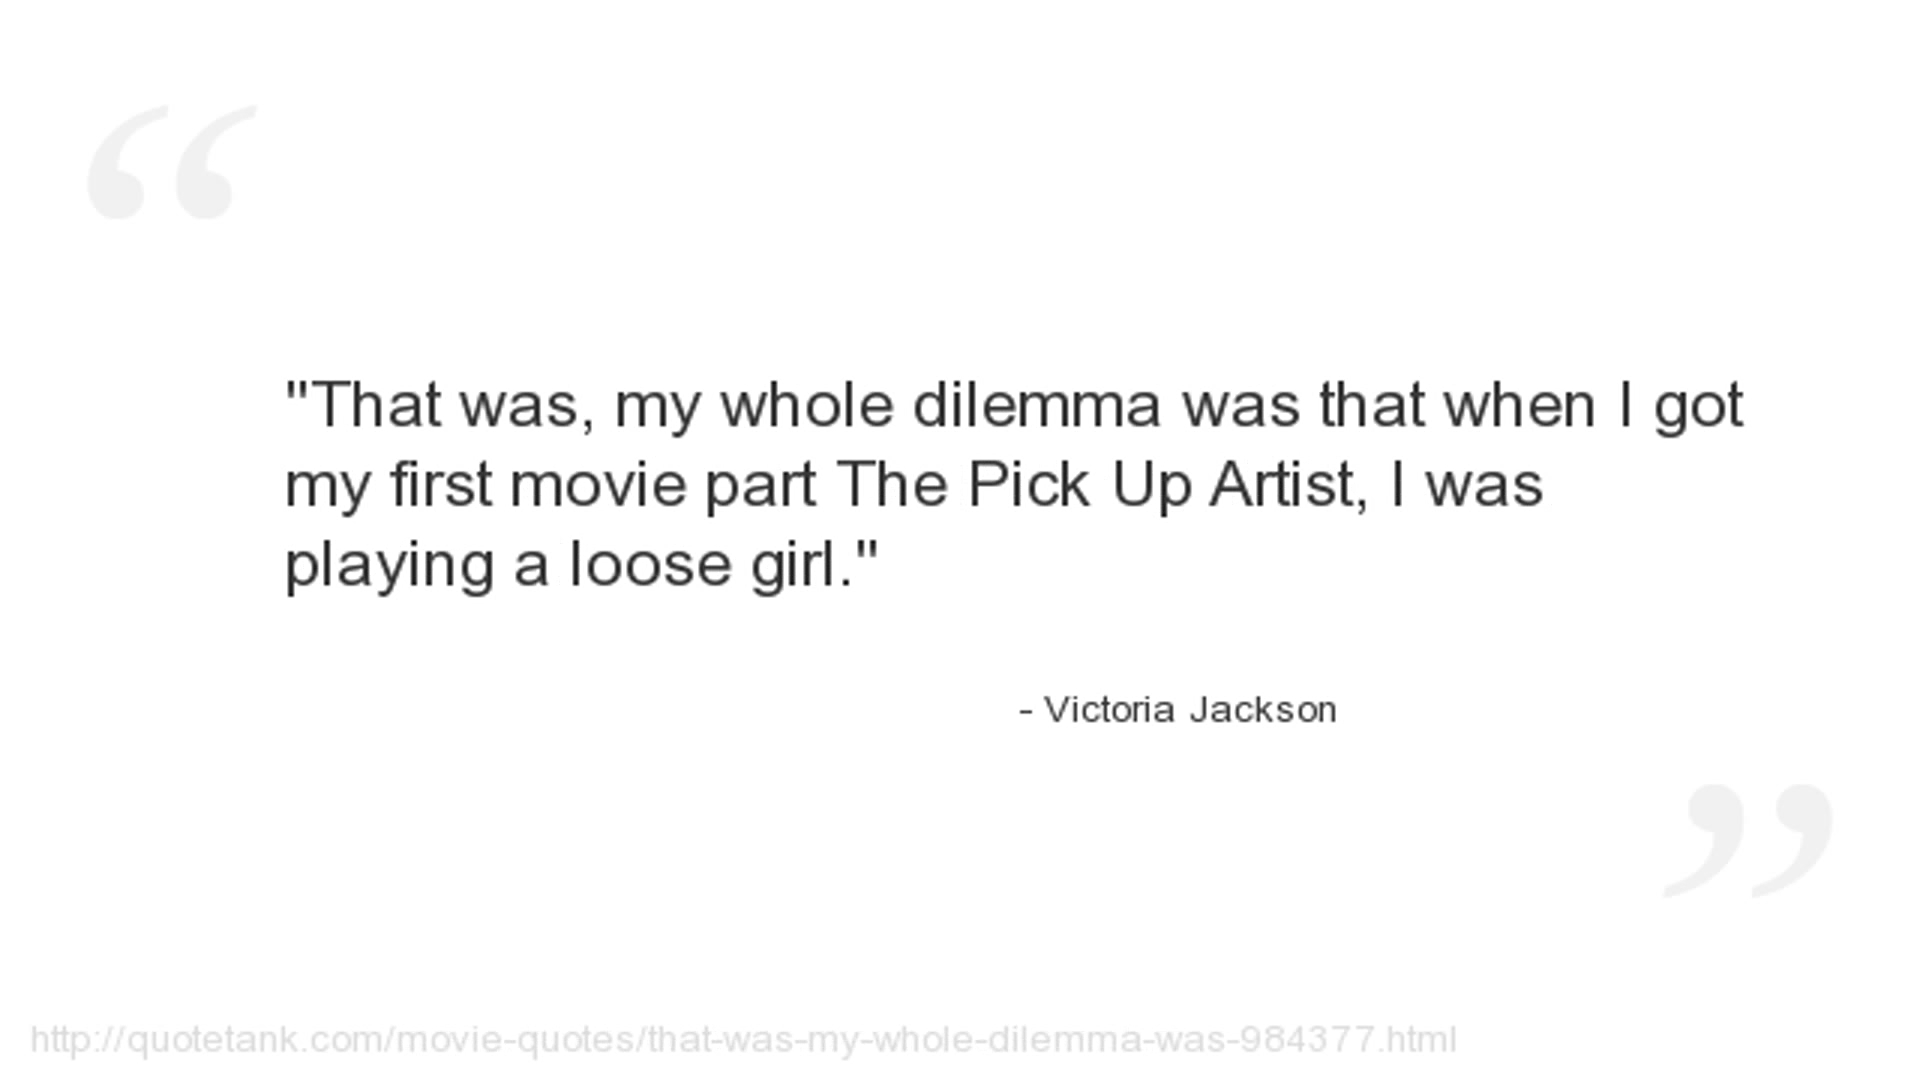 "That was, my whole dilemma was that when I got
my first movie part The Pick Up Artist, I was
playing a loose girl."
- Victoria Jackson
http://quotetank.com/movie-quotes/that-was-my-whole-dilemma-was-984377.html